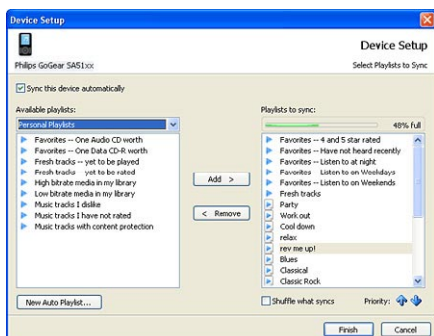 Device Setup
Device Setup
Philips GoGear SA51xx
Select Playlists to Sync
Sync this device automatically
Available playlists:
Personal Playlists
Favorites -- One Audio CD worth
Favorites -- One Data CD-R worth
Fresh tracks -- yet to be played
Fresh tracks -- yet to be rated
High bitrate media in my library
Low bitrate media in my library
Music tracks I dislike
Music tracks I have not rated
Music tracks with content protection
New Auto Playlist...
Add >
< Remove
Playlists to sync:
48% full
Favorites -- 4 and 5 star rated
Favorites -- Have not heard recently
Favorites -- Listen to at night
Favorites -- Listen to on Weekdays
Favorites -- Listen to on Weekends
Fresh tracks
Party
Work out
Cool down
relax
rev me up!
Blues
Classical
Classic Rock
Shuffle what syncs
Priority:
Finish
Cancel